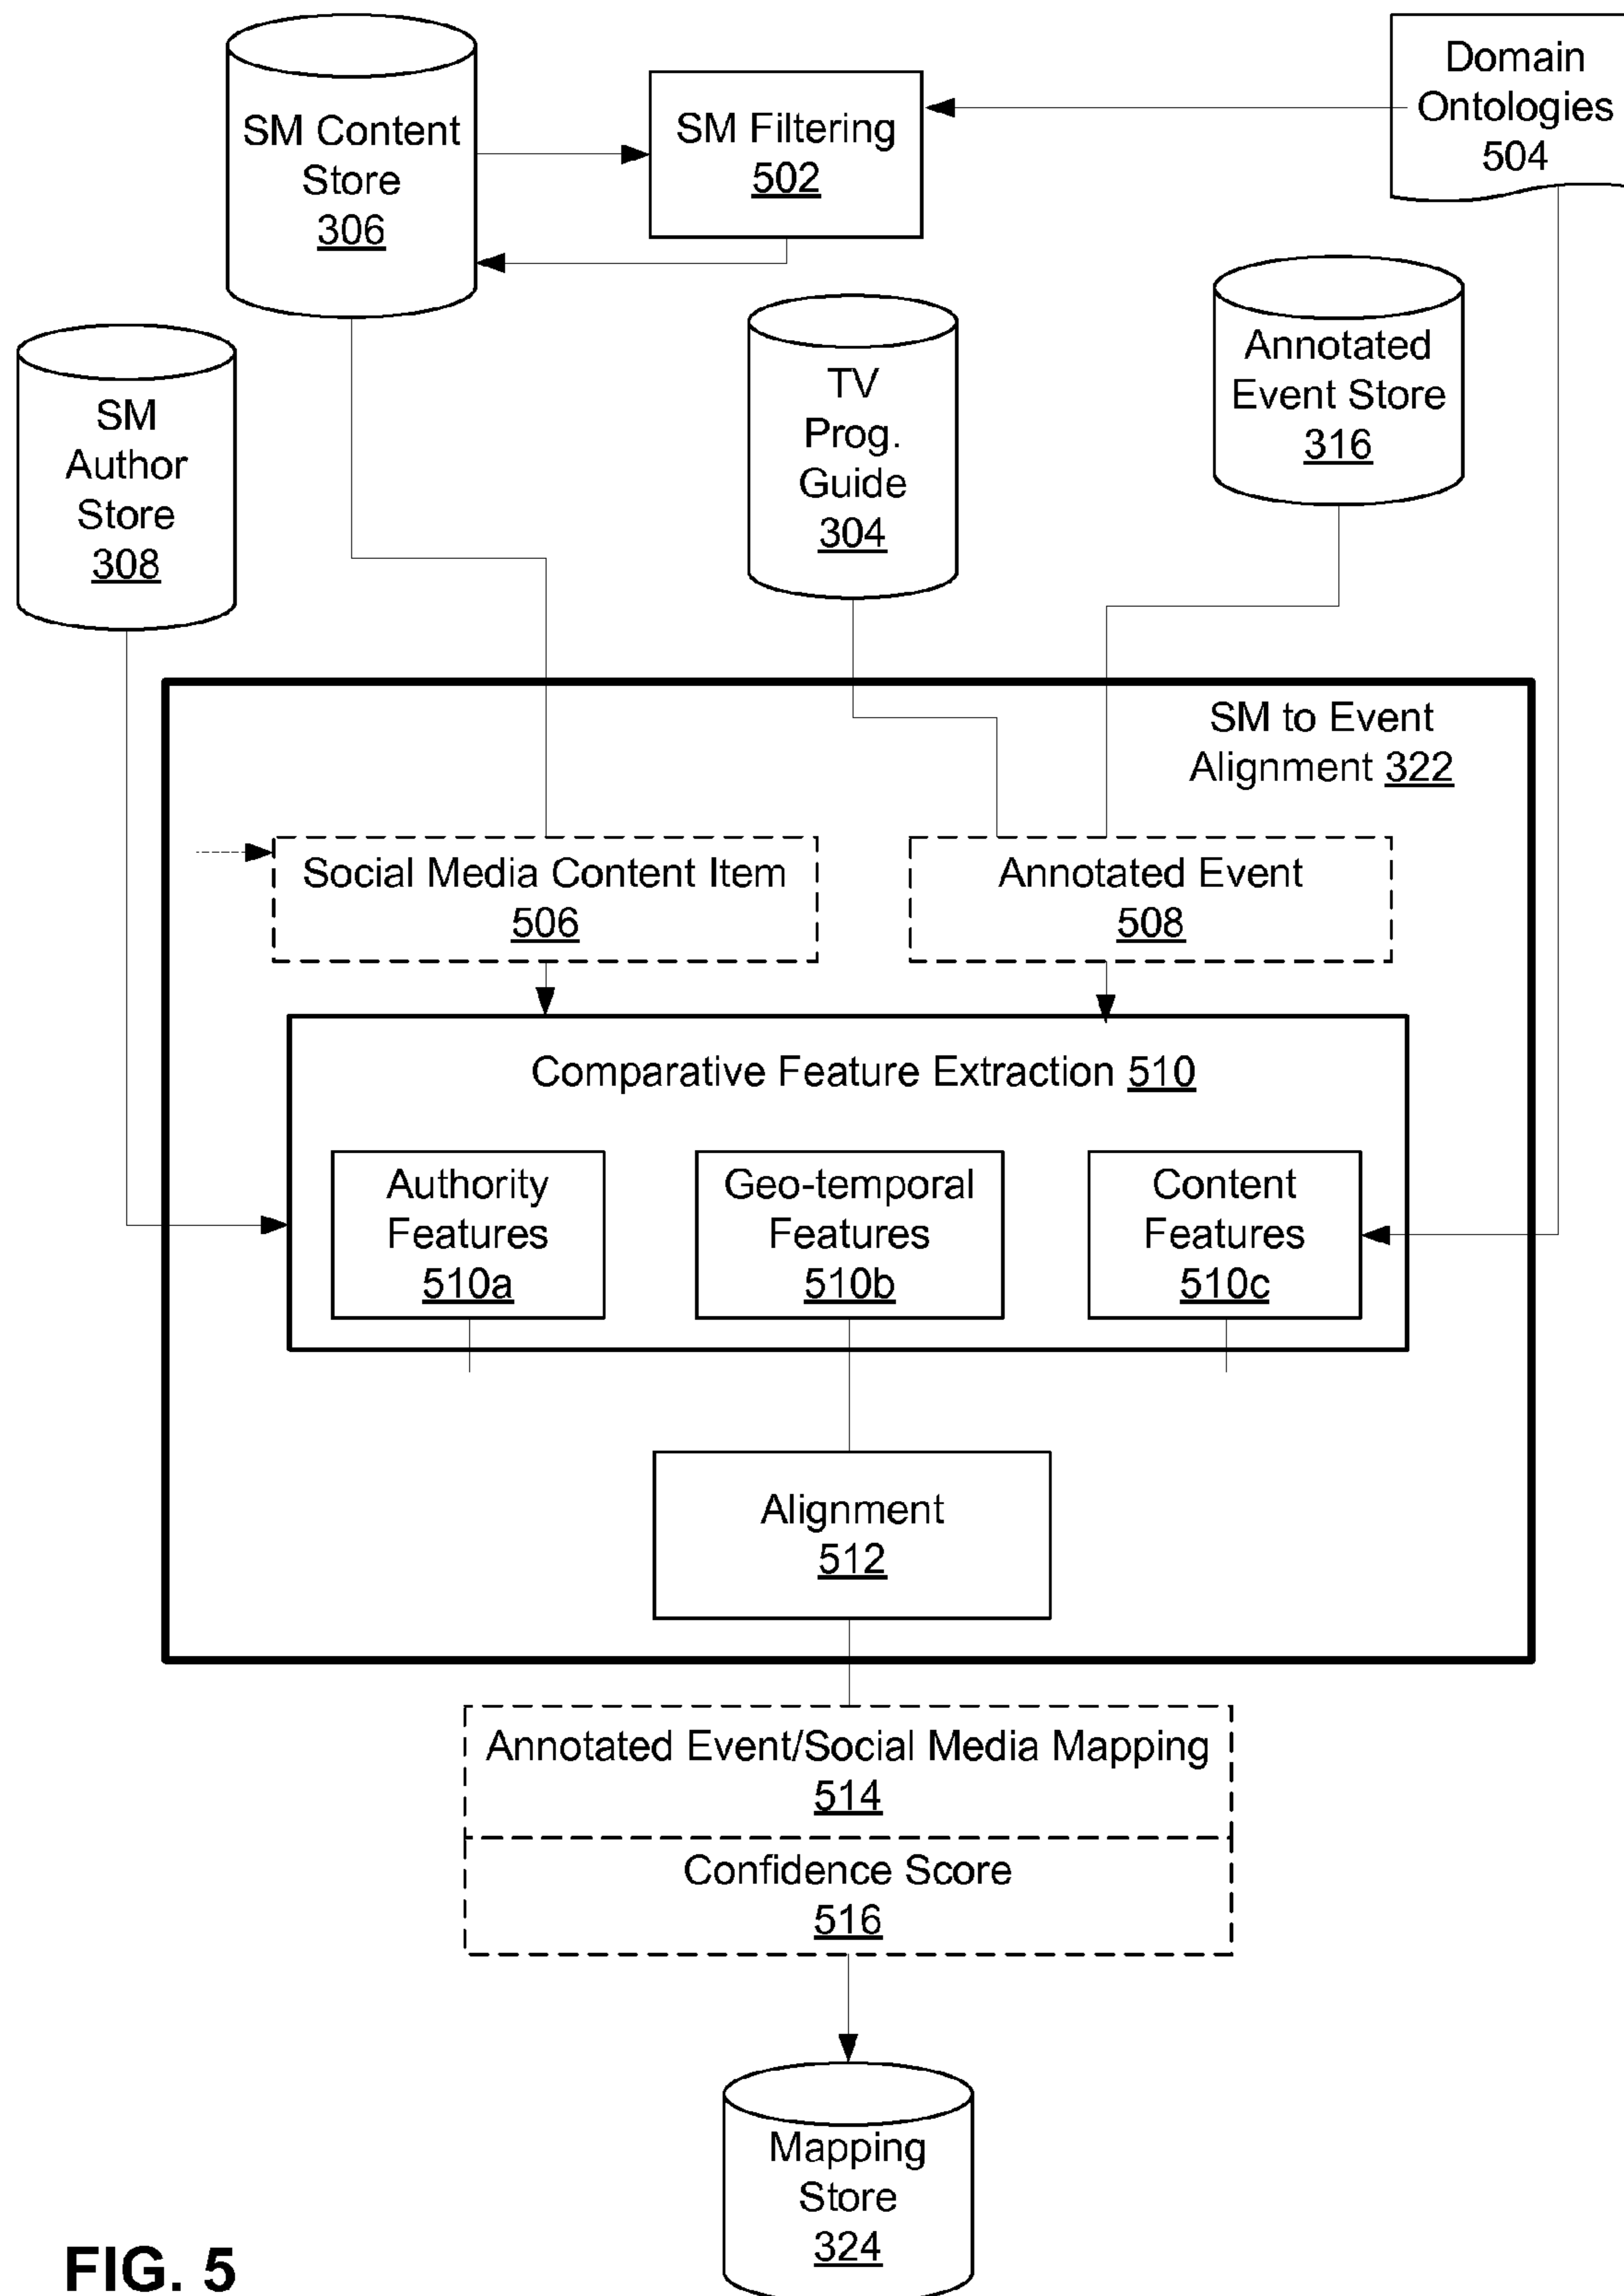 SM Content
Store
306
SM Filtering
502
Domain
Ontologies
504
SM
Author
Store
308
TV
Prog.
Guide
304
Annotated
Event Store
316
SM to Event
Alignment 322
Social Media Content Item
506
Annotated Event
508
Comparative Feature Extraction 510
Authority
Features
510a
Geo-temporal
Features
510b
Content
Features
510c
Alignment
512
Annotated Event/Social Media Mapping
514
Confidence Score
516
Mapping
Store
324
FIG. 5